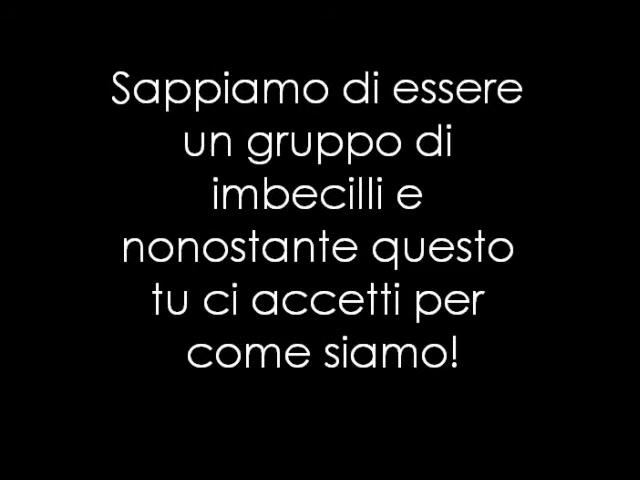 Sappiamo di essere
un gruppo di
imbecilli e
nonostante questo
tu ci accetti per
come siamo!